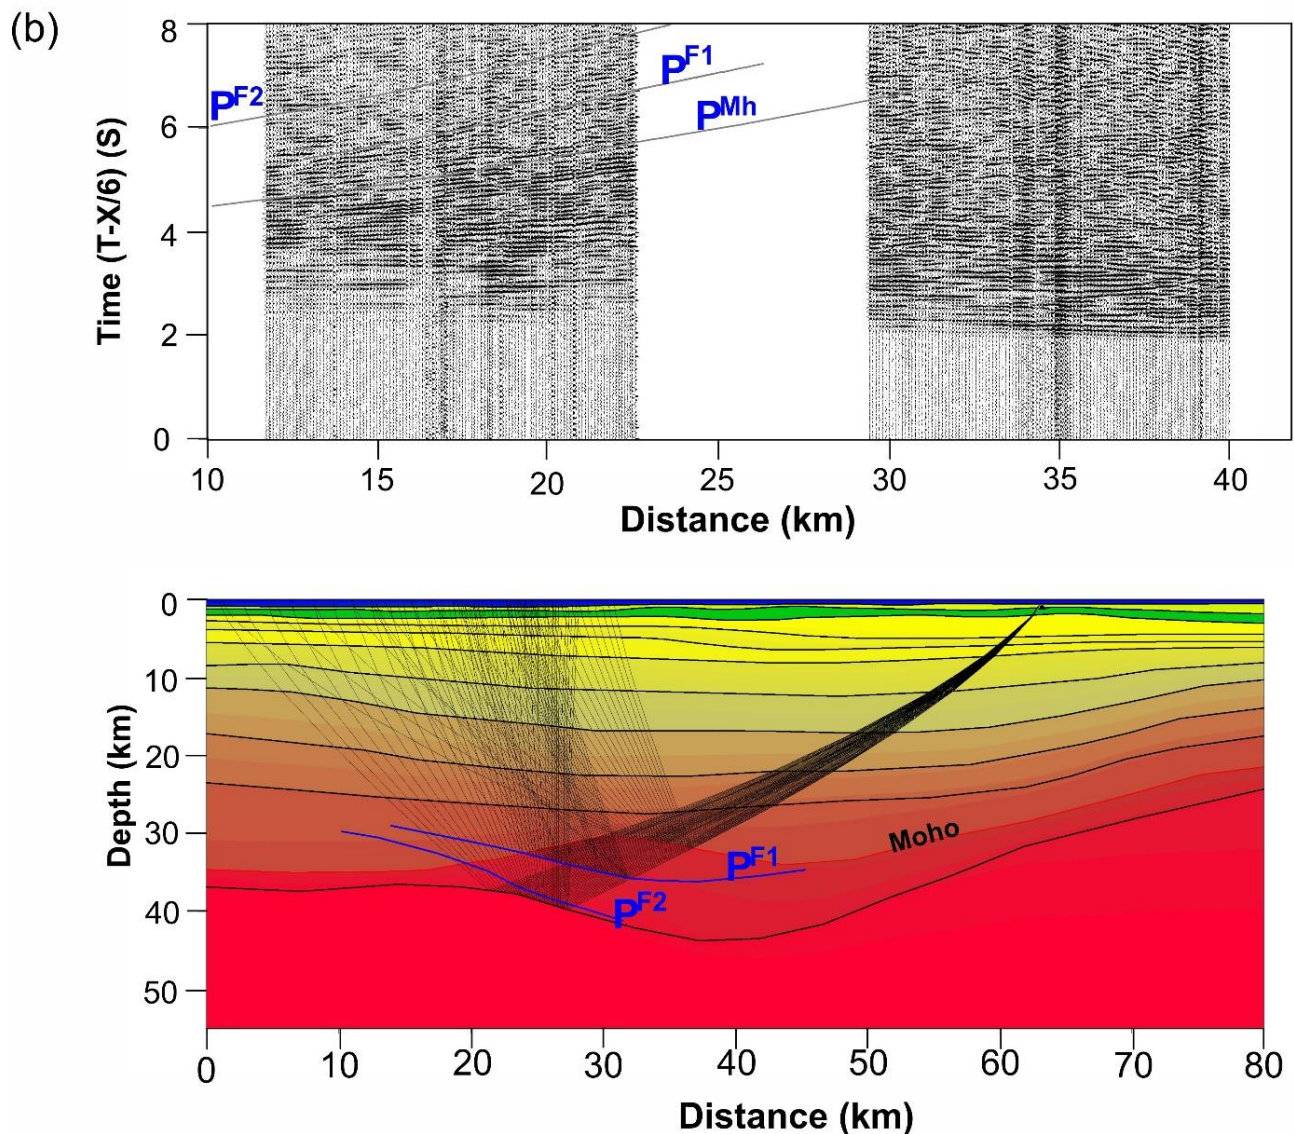 (b)
8
6
4
2
0
Time (T-X/6) (S)
P^F2
P^F1
P^Mh
10 15 20 25 30 35 40
Distance (km)
0
10
20
30
40
50
Depth (km)
Moho
P^F1
P^F2
0 10 20 30 40 50 60 70 80
Distance (km)